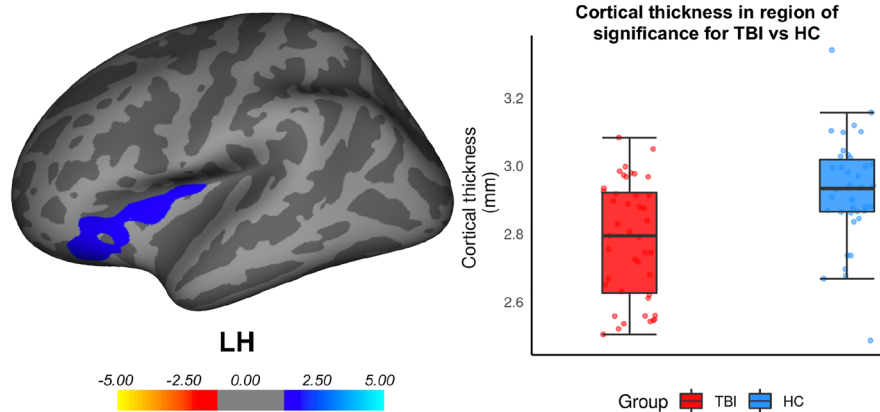 Cortical thickness in region of
significance for TBI vs HC
3.2
3.0
2.8
2.6
Cortical thickness
(mm)
LH
-5.00 -2.50 0.00 2.50 5.00
Group TBI HC